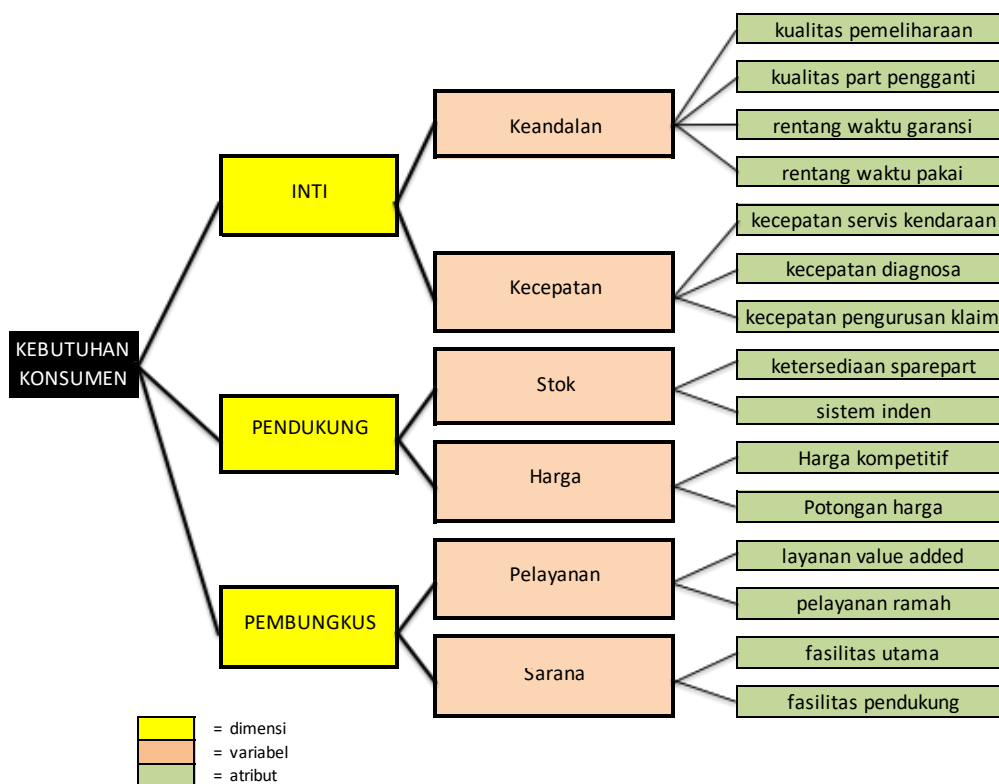 KEBUTUHAN
KONSUMEN
INTI
Keandalan
kualitas pemeliharaan
kualitas part pengganti
rentang waktu garansi
rentang waktu pakai
Kecepatan
kecepatan servis kendaraan
kecepatan diagnosa
kecepatan pengurusan klaim
PENDUKUNG
Stok
ketersediaan sparepart
sistem inden
Harga
Harga kompetitif
Potongan harga
PEMBUNGKUS
Pelayanan
layanan value added
pelayanan ramah
Sarana
fasilitas utama
fasilitas pendukung
= dimensi
= variabel
= atribut